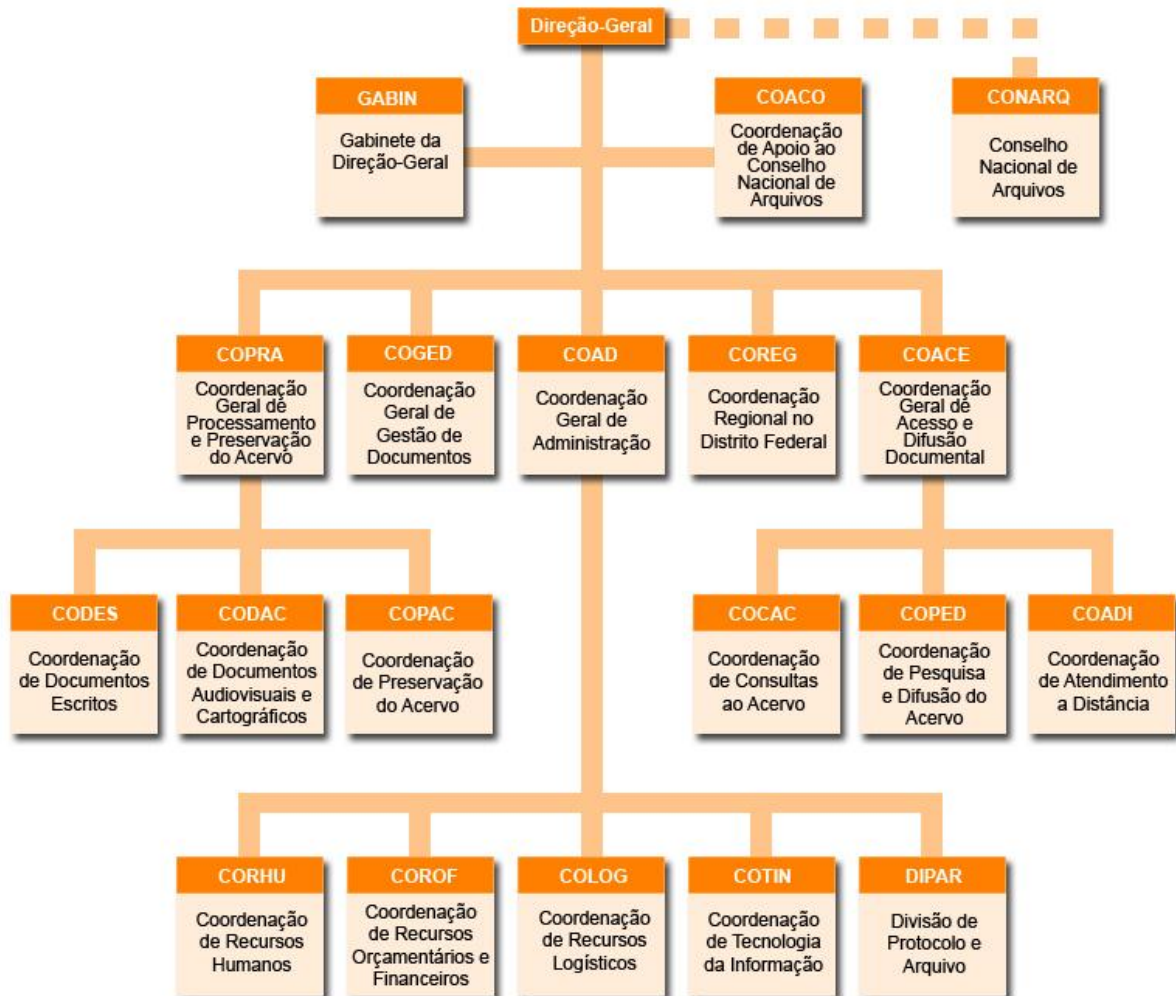 Direção-Geral
GABIN
Gabinete da
Direção-Geral
COACO
Coordenação
de Apoio ao
Conselho
Nacional de
Arquivos
CONARQ
Conselho
Nacional de
Arquivos
COPRA
Coordenação
Geral de
Processamento
e Preservação
do Acervo
COGED
Coordenação
Geral de
Gestão de
Documentos
COAD
Coordenação
Geral de
Administração
COREG
Coordenação
Regional no
Distrito Federal
COACE
Coordenação
Geral de
Acesso e
Difusão
Documental
CODES
Coordenação
de Documentos
Escritos
CODAC
Coordenação
de Documentos
Audiovisuais e
Cartográficos
COPAC
Coordenação
de Preservação
do Acervo
COCAC
Coordenação
de Consultas
ao Acervo
COPED
Coordenação
de Pesquisa
e Difusão do
Acervo
COADI
Coordenação
de Atendimento
a Distância
CORHU
Coordenação
de Recursos
Humanos
COROF
Coordenação
de Recursos
Orçamentários e
Financeiros
COLOG
Coordenação
de Recursos
Logísticos
COTIN
Coordenação
de Tecnologia
da Informação
DIPAR
Divisão de
Protocolo e
Arquivo